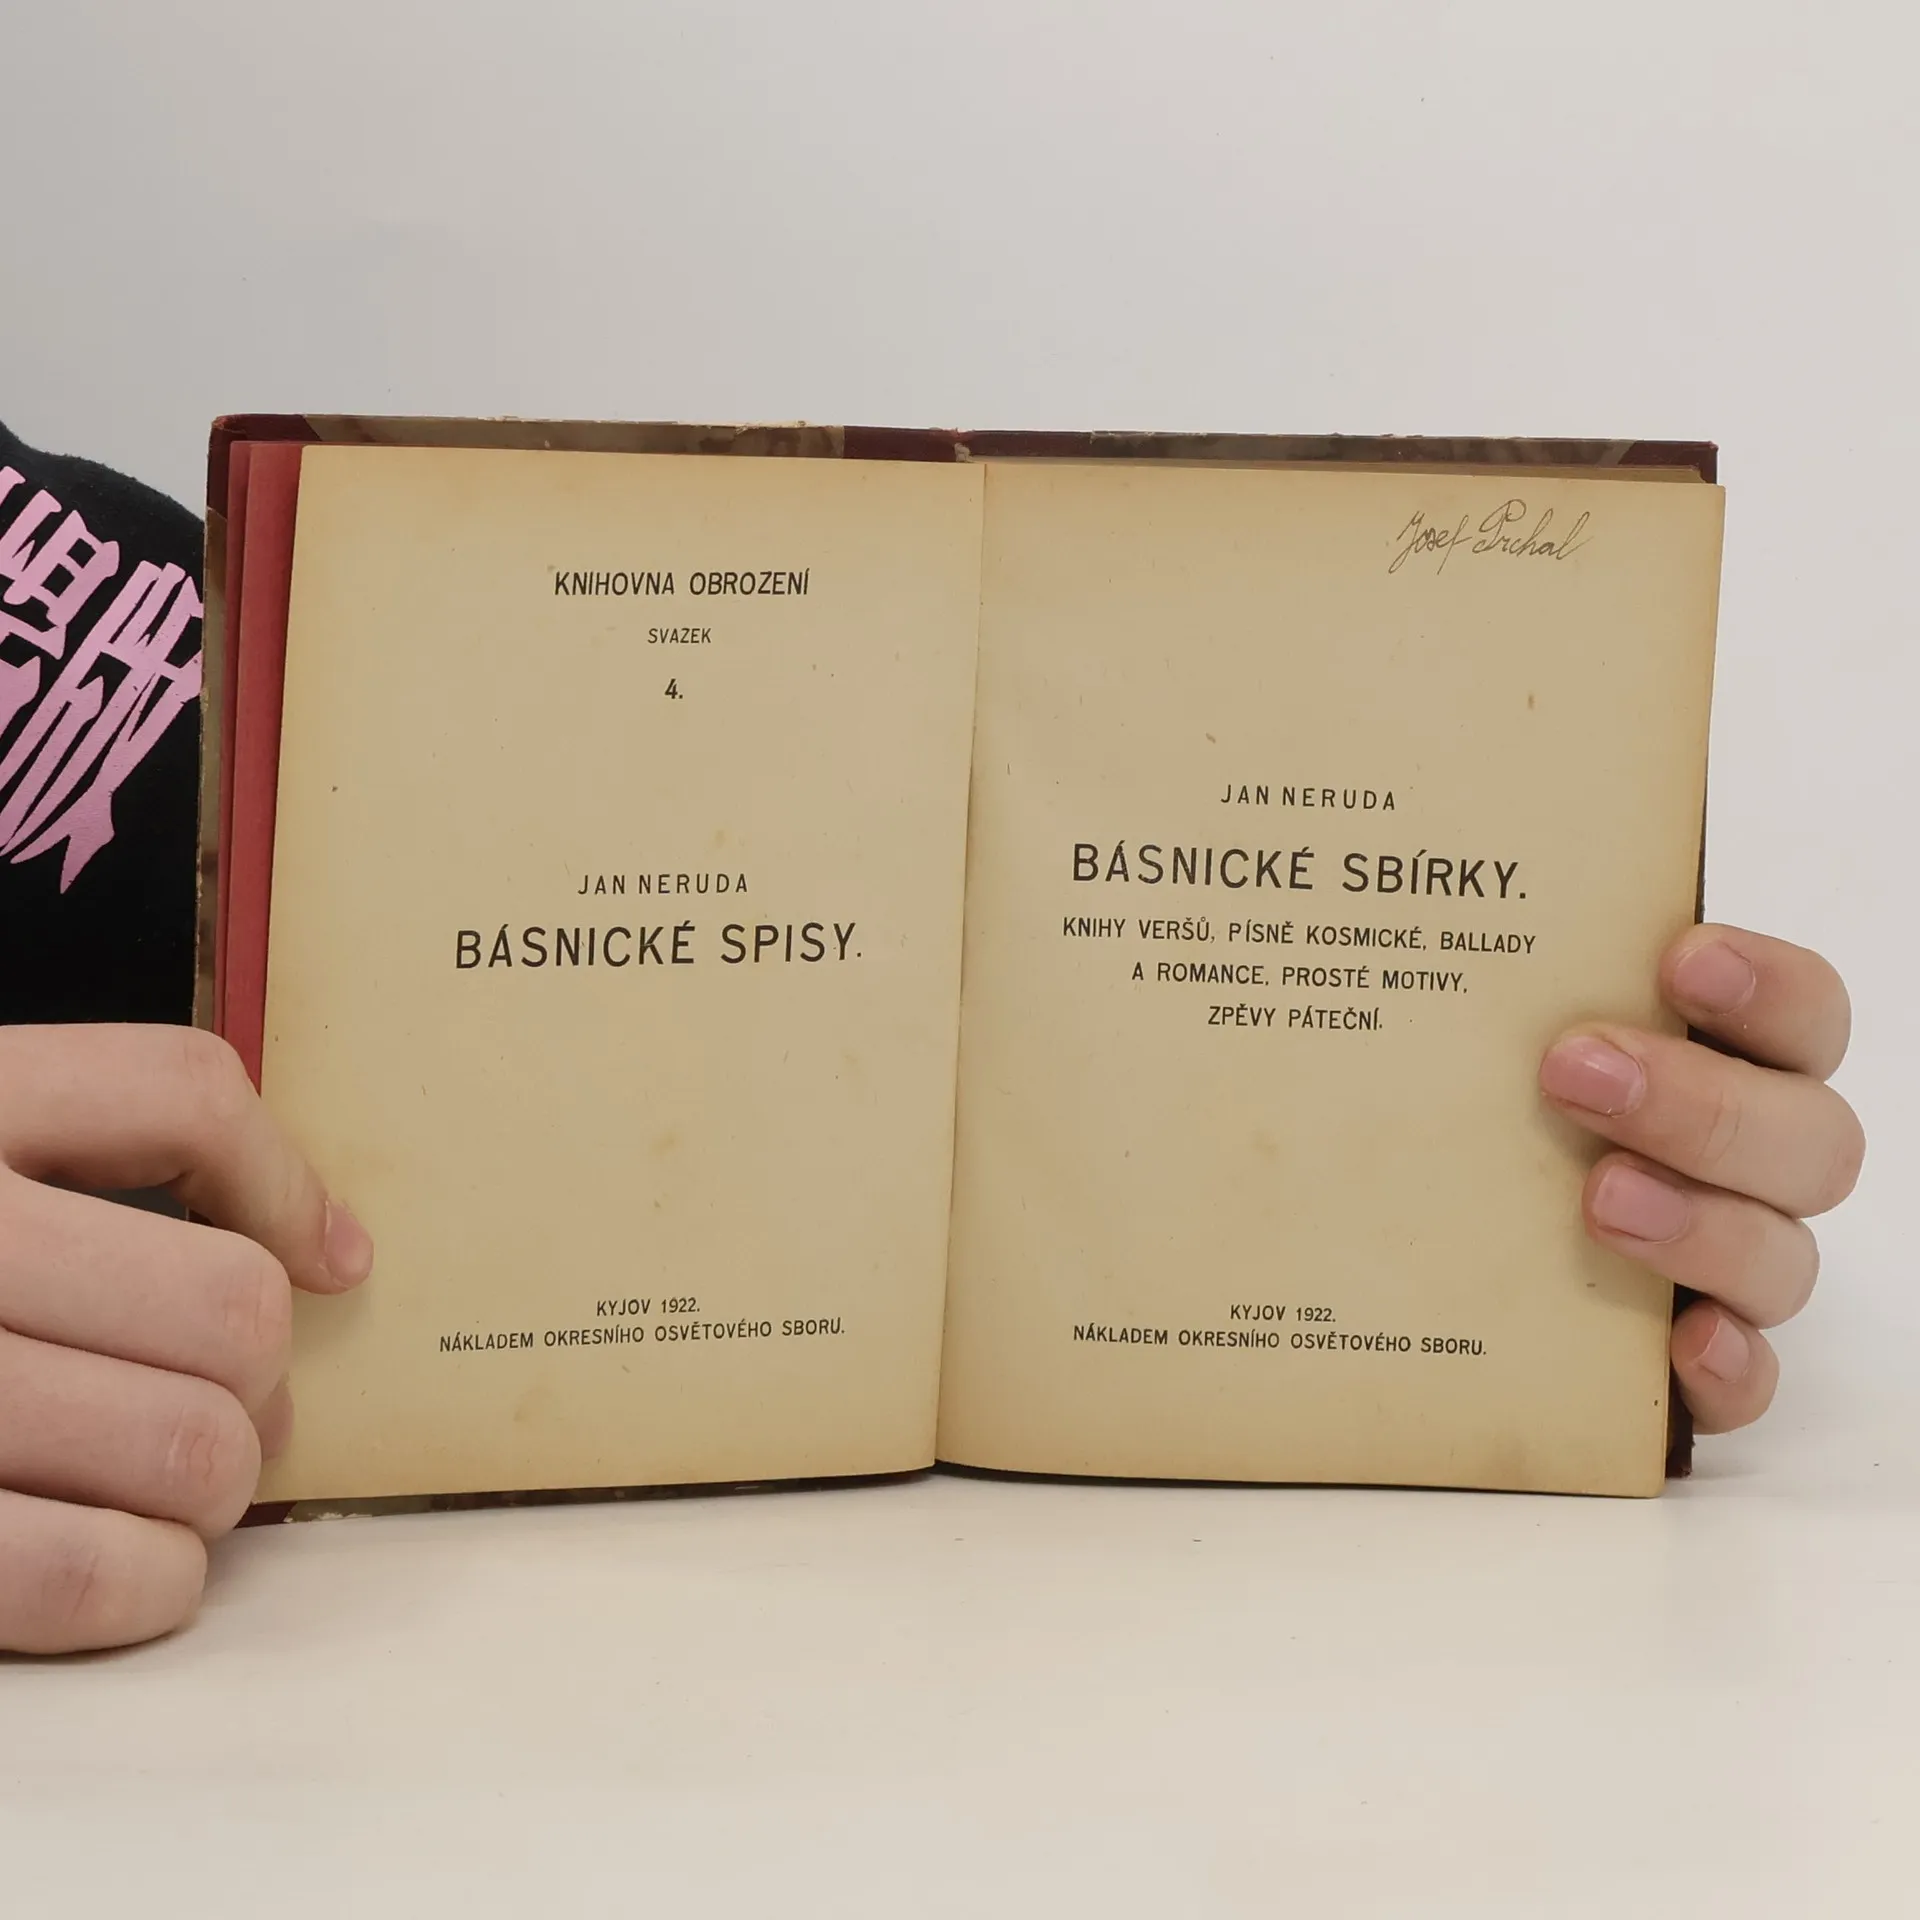 KNIHOVNA OBROZENÍ
SVAZEK
4.
JAN NERUDA
BÁSNICKÉ SPISY.
KYJOV 1922.
NÁKLADEM OKRESNÍHO OSVĚTOVÉHO SBORU.
Josef Prchal
JAN NERUDA
BÁSNICKÉ SBÍRKY.
KNIHY VERŠŮ, PÍSNĚ KOSMICKÉ, BALLADY
A ROMANCE, PROSTÉ MOTIVY,
ZPĚVY PÁTEČNÍ.
KYJOV 1922.
NÁKLADEM OKRESNÍHO OSVĚTOVÉHO SBORU.